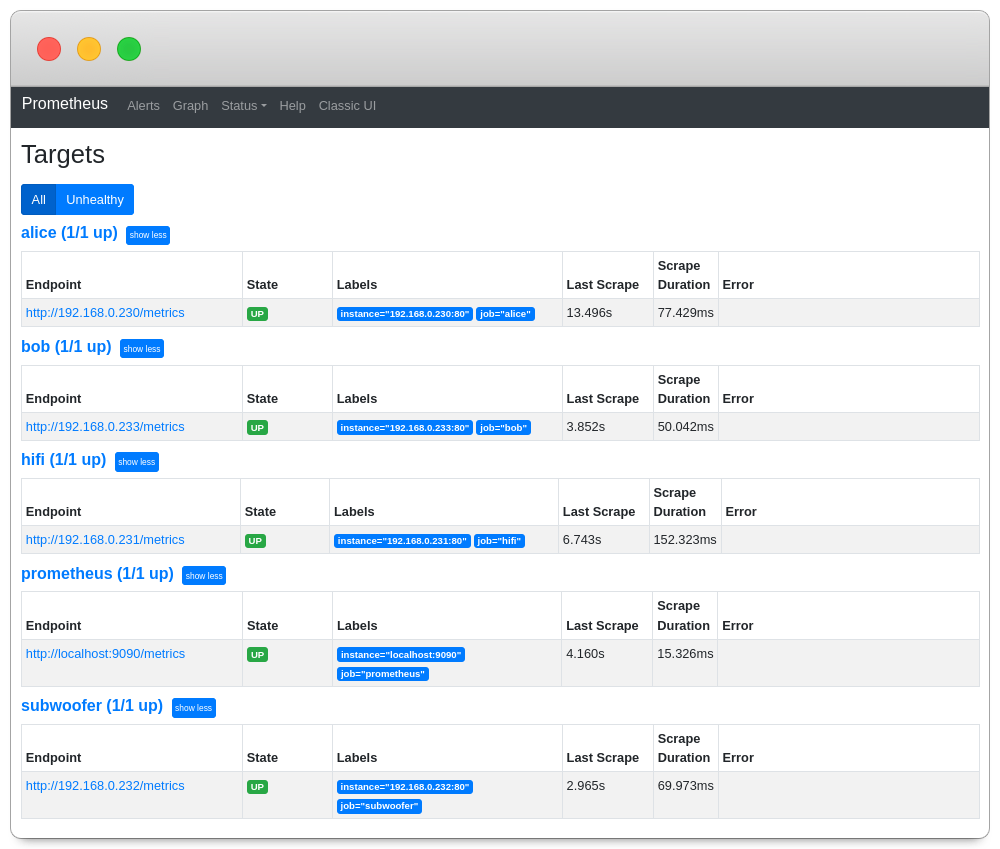 Prometheus Alerts Graph Status Help Classic UI
Targets
All Unhealthy
alice (1/1 up) show less
Scrape
Endpoint State Labels Last Scrape Duration Error
http://192.168.0.230/metrics UP instance="192.168.0.230:80" job="alice" 13.496s 77.429ms
bob (1/1 up) show less
Scrape
Endpoint State Labels Last Scrape Duration Error
http://192.168.0.233/metrics UP instance="192.168.0.233:80" job="bob" 3.852s 50.042ms
hifi (1/1 up) show less
Scrape
Endpoint State Labels Last Scrape Duration Error
http://192.168.0.231/metrics UP instance="192.168.0.231:80" job="hifi" 6.743s 152.323ms
prometheus (1/1 up) show less
Scrape
Endpoint State Labels Last Scrape Duration Error
http://localhost:9090/metrics UP instance="localhost:9090" 4.160s 15.326ms
job="prometheus"
subwoofer (1/1 up) show less
Scrape
Endpoint State Labels Last Scrape Duration Error
http://192.168.0.232/metrics UP instance="192.168.0.232:80" 2.965s 69.973ms
job="subwoofer"